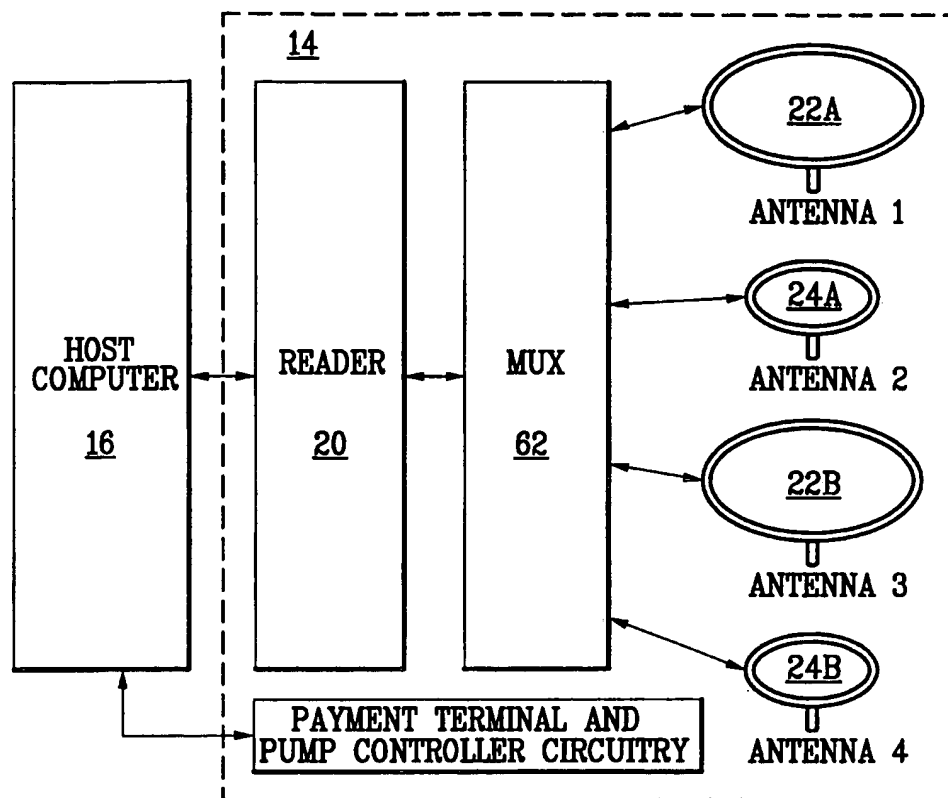 14
22A
ANTENNA 1
24A
ANTENNA 2
HOST
COMPUTER
16
READER
20
MUX
62
22B
ANTENNA 3
24B
ANTENNA 4
PAYMENT TERMINAL AND
PUMP CONTROLLER CIRCUITRY